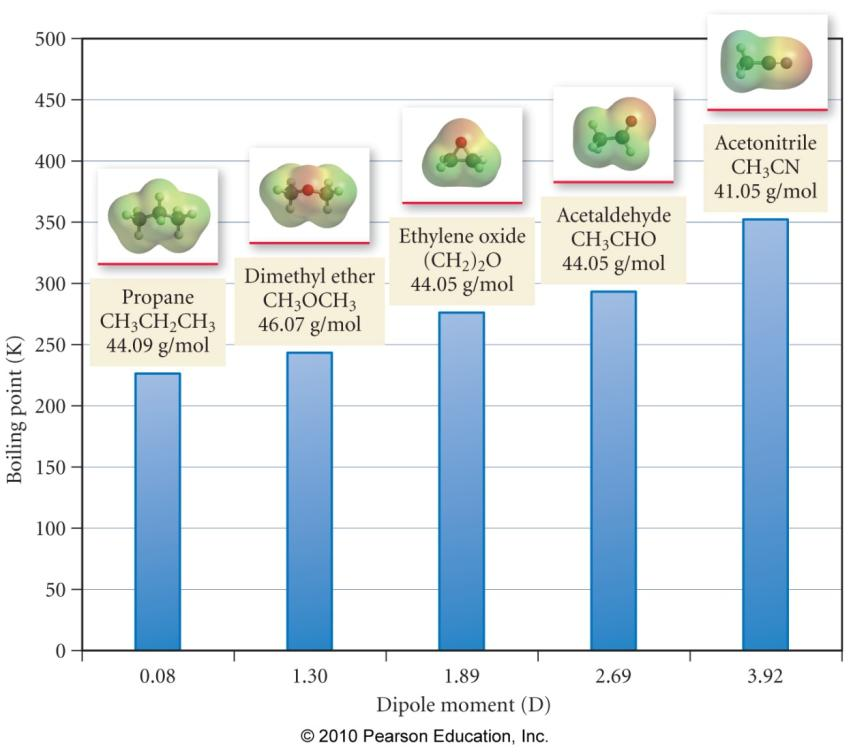 500
450
400
350
300
250
200
150
100
50
0
Boiling point (K)
Propane
CH₃CH₂CH₃
44.09 g/mol
Dimethyl ether
CH₃OCH₃
46.07 g/mol
Ethylene oxide
(CH₂)₂O
44.05 g/mol
Acetaldehyde
CH₃CHO
44.05 g/mol
Acetonitrile
CH₃CN
41.05 g/mol
0.08 1.30 1.89 2.69 3.92
Dipole moment (D)
© 2010 Pearson Education, Inc.